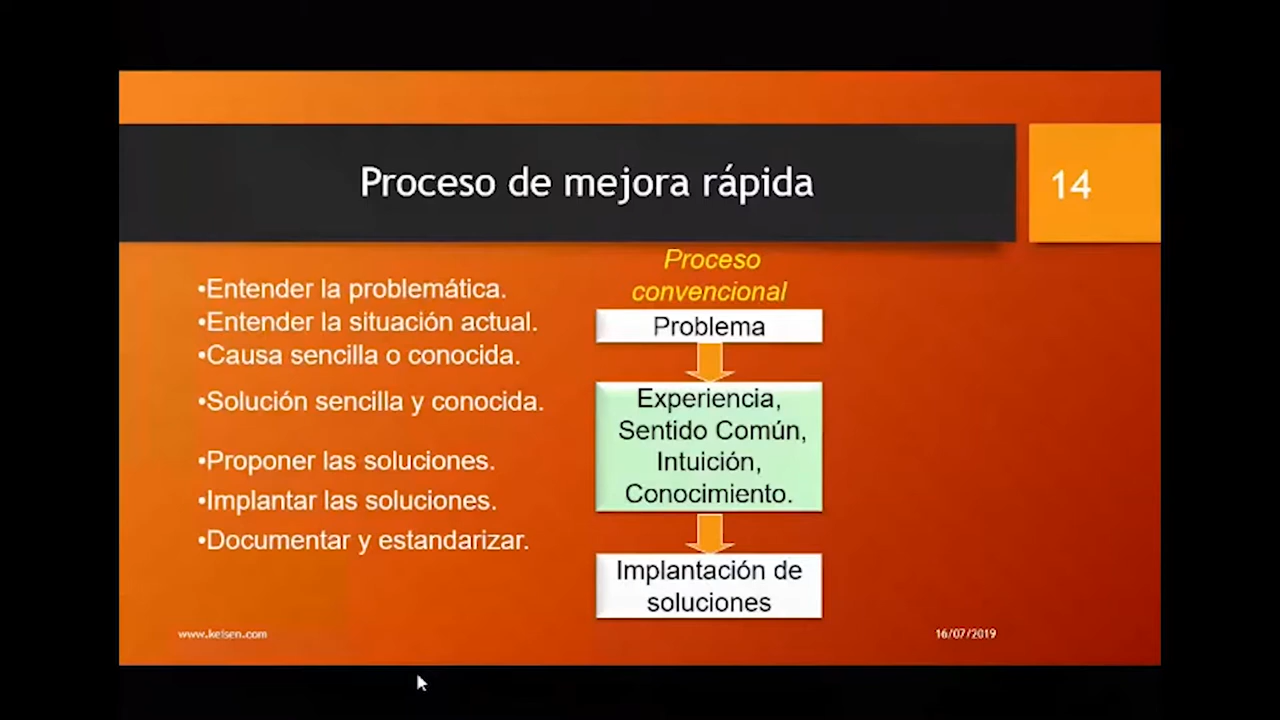 Proceso de mejora rápida
14
•Entender la problemática.
•Entender la situación actual.
•Causa sencilla o conocida.
•Solución sencilla y conocida.
•Proponer las soluciones.
•Implantar las soluciones.
•Documentar y estandarizar.
Proceso
convencional
Problema
Experiencia,
Sentido Común,
Intuición,
Conocimiento.
Implantación de
soluciones
www.keisen.com
16/07/2019